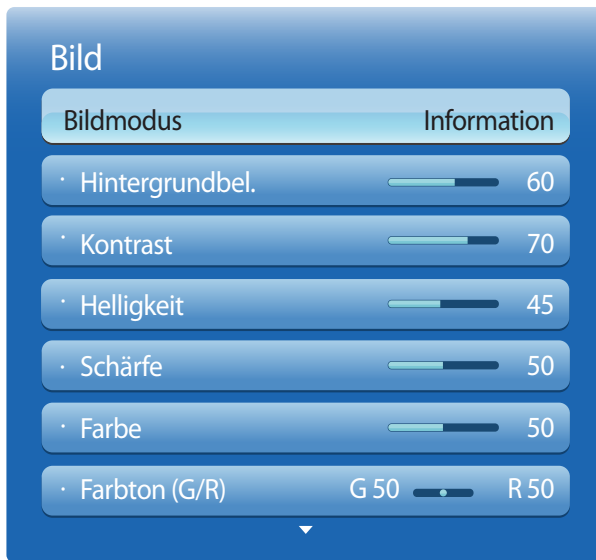 Bild
Bildmodus Information
· Hintergrundbel. 60
· Kontrast 70
· Helligkeit 45
· Schärfe 50
· Farbe 50
· Farbton (G/R) G 50 R 50